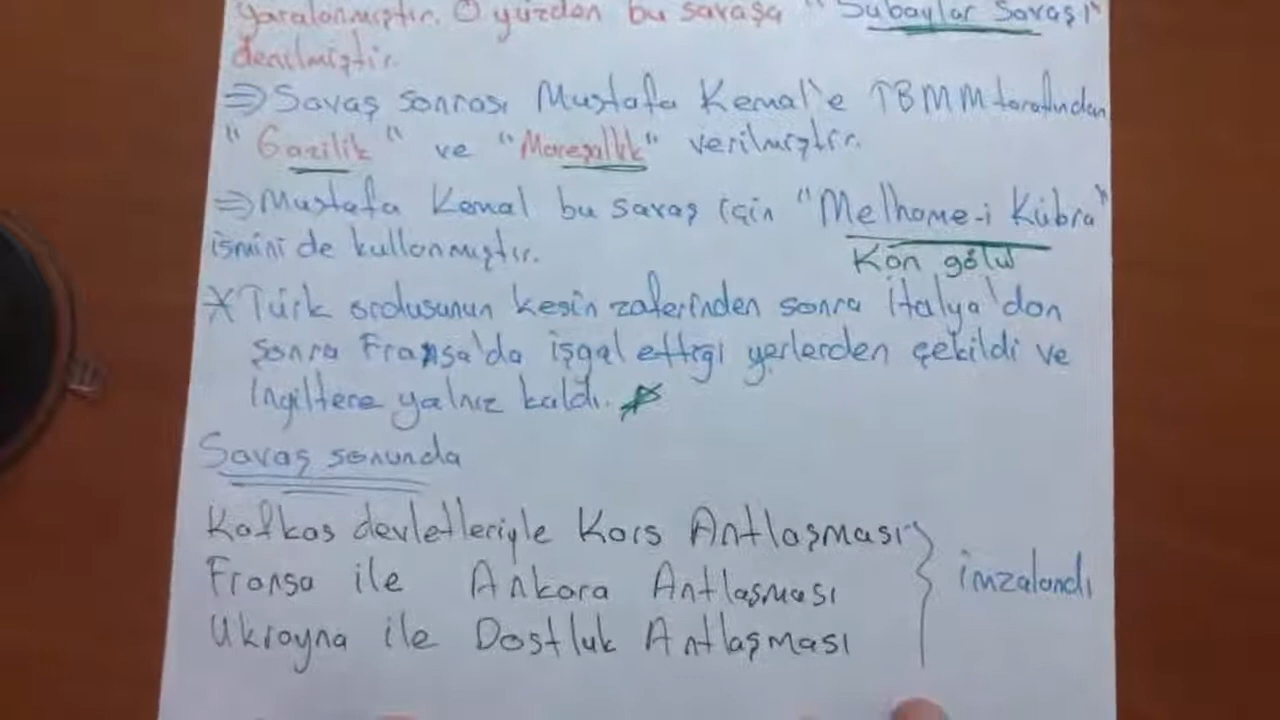 yaralanmıştır. O yüzden bu savaşa "Subaylar Savaşı"
denilmiştir.
⇒ Savaş sonrası Mustafa Kemal'e TBMM tarafından
"Gazilik" ve "Mareşallik" verilmiştir.
⇒ Mustafa Kemal bu savaş için "Melhame-i Kübra"
ismini de kullanmıştır.
Kan gölü
* Türk ordusunun kesin zaferinden sonra İtalya'dan
sonra Fransa'da işgal ettiği yerlerden çekildi ve
İngiltere yalnız kaldı.
Savaş sonunda
Kafkas devletleriyle Kars Antlaşması
Fransa ile Ankara Antlaşması } imzalandı
Ukrayna ile Dostluk Antlaşması